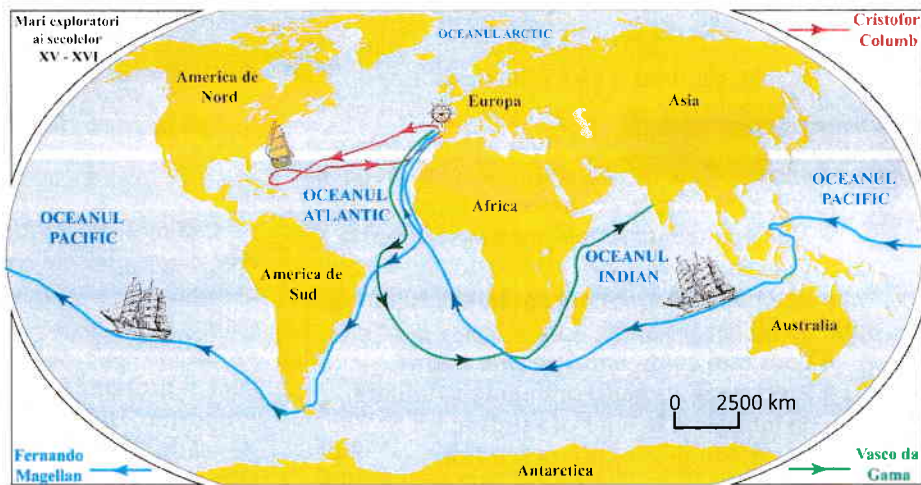 Mari exploratori
ai secolelor
XV - XVI
Cristofor
Columb
OCEANUL ARCTIC
America de
Nord
Europa
Asia
OCEANUL
ATLANTIC
Africa
OCEANUL
PACIFIC
OCEANUL
PACIFIC
America de
Sud
OCEANUL
INDIAN
Australia
0 2500 km
Fernando
Magellan
Antarctica
Vasco da
Gama